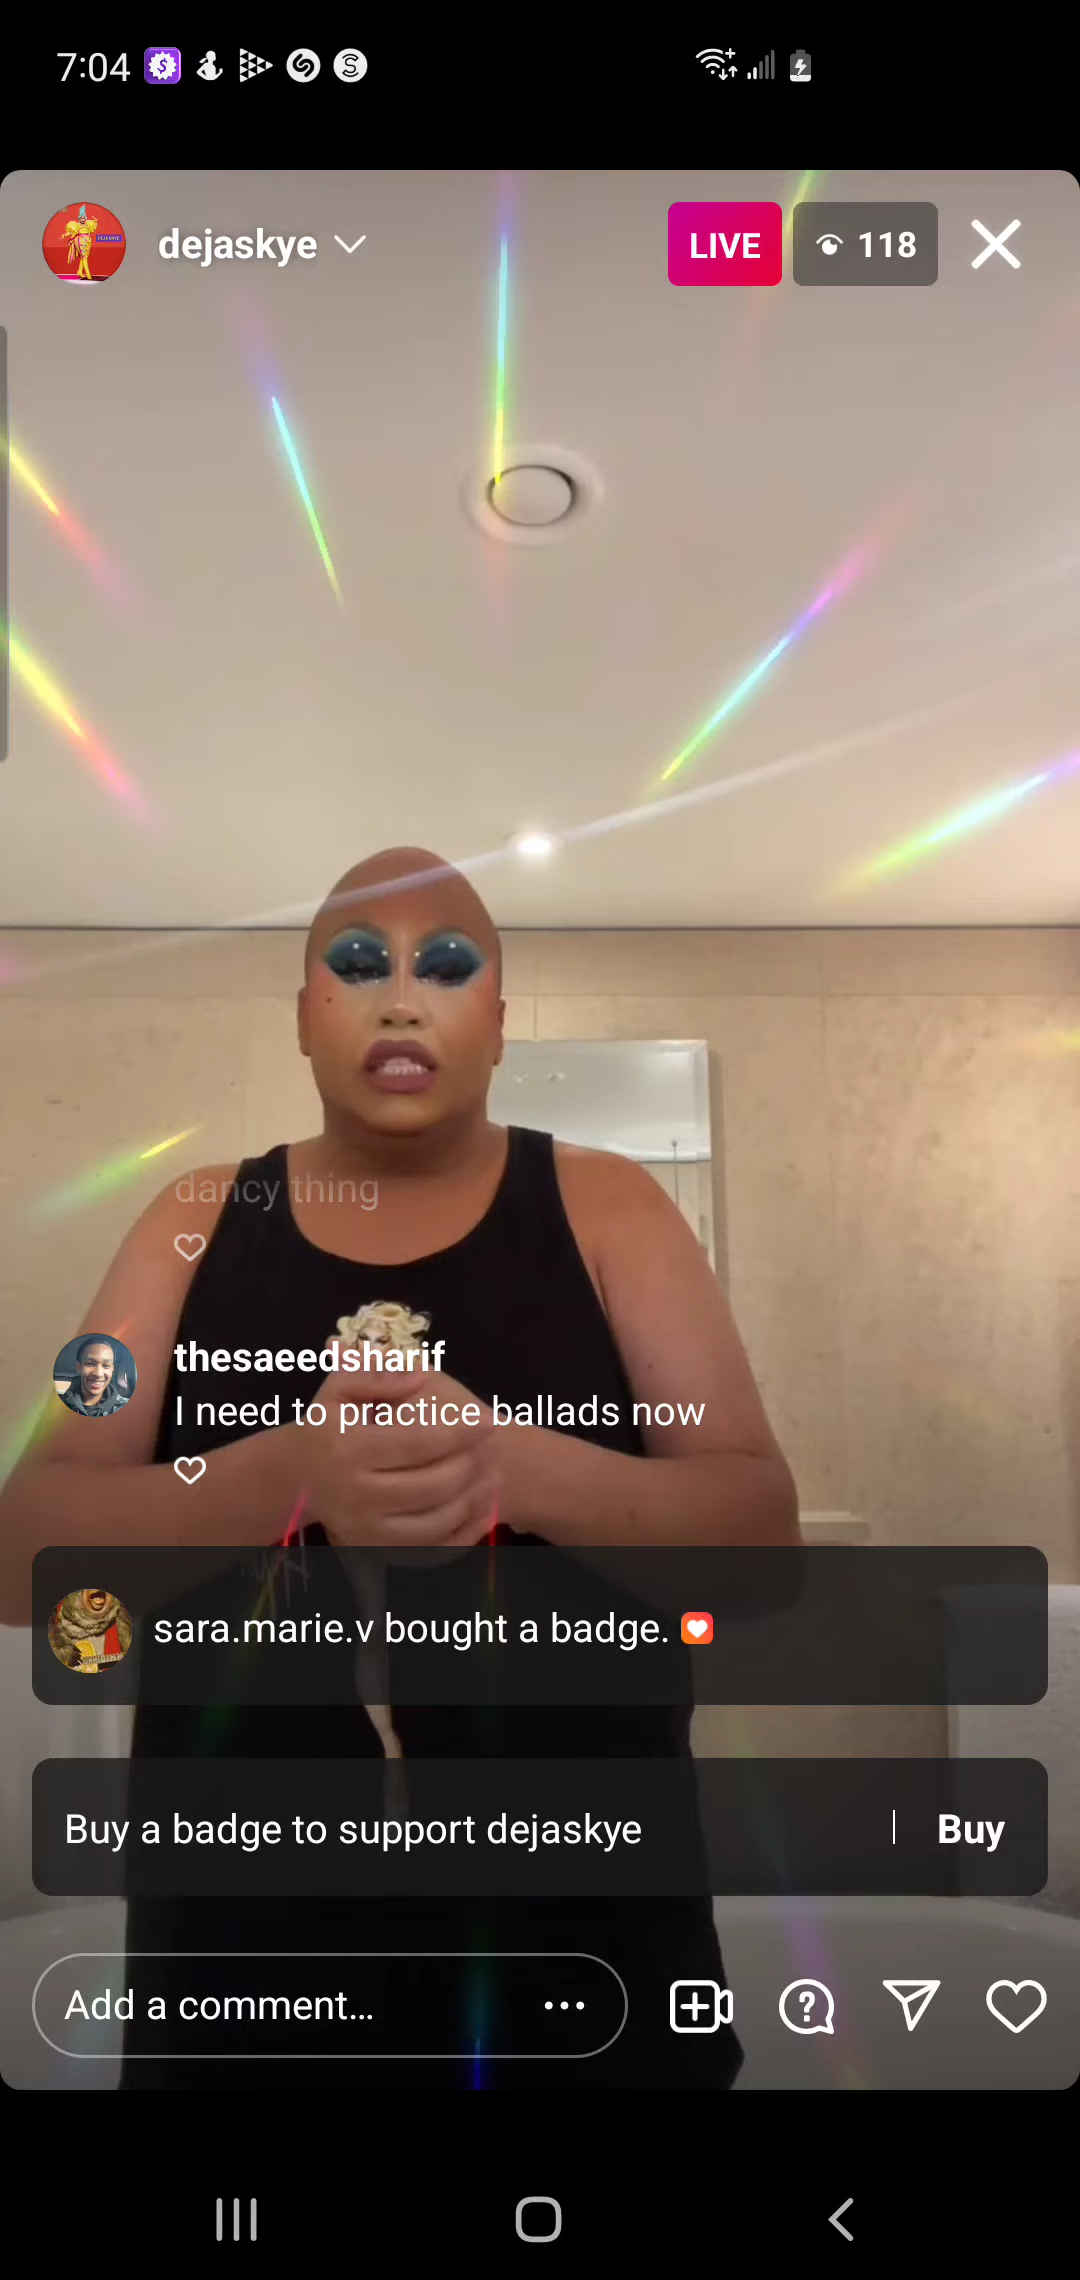 7:04
dejaskye
LIVE
118
dancy thing
thesaeedsharif
I need to practice ballads now
sara.marie.v bought a badge.
Buy a badge to support dejaskye
Buy
Add a comment...